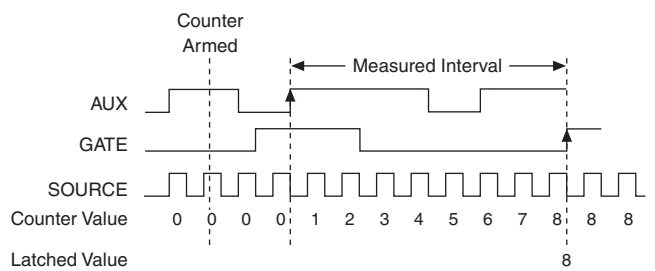 Counter
Armed
Measured Interval
AUX
GATE
SOURCE
Counter Value 0 0 0 0 1 2 3 4 5 6 7 8 8 8
Latched Value 8